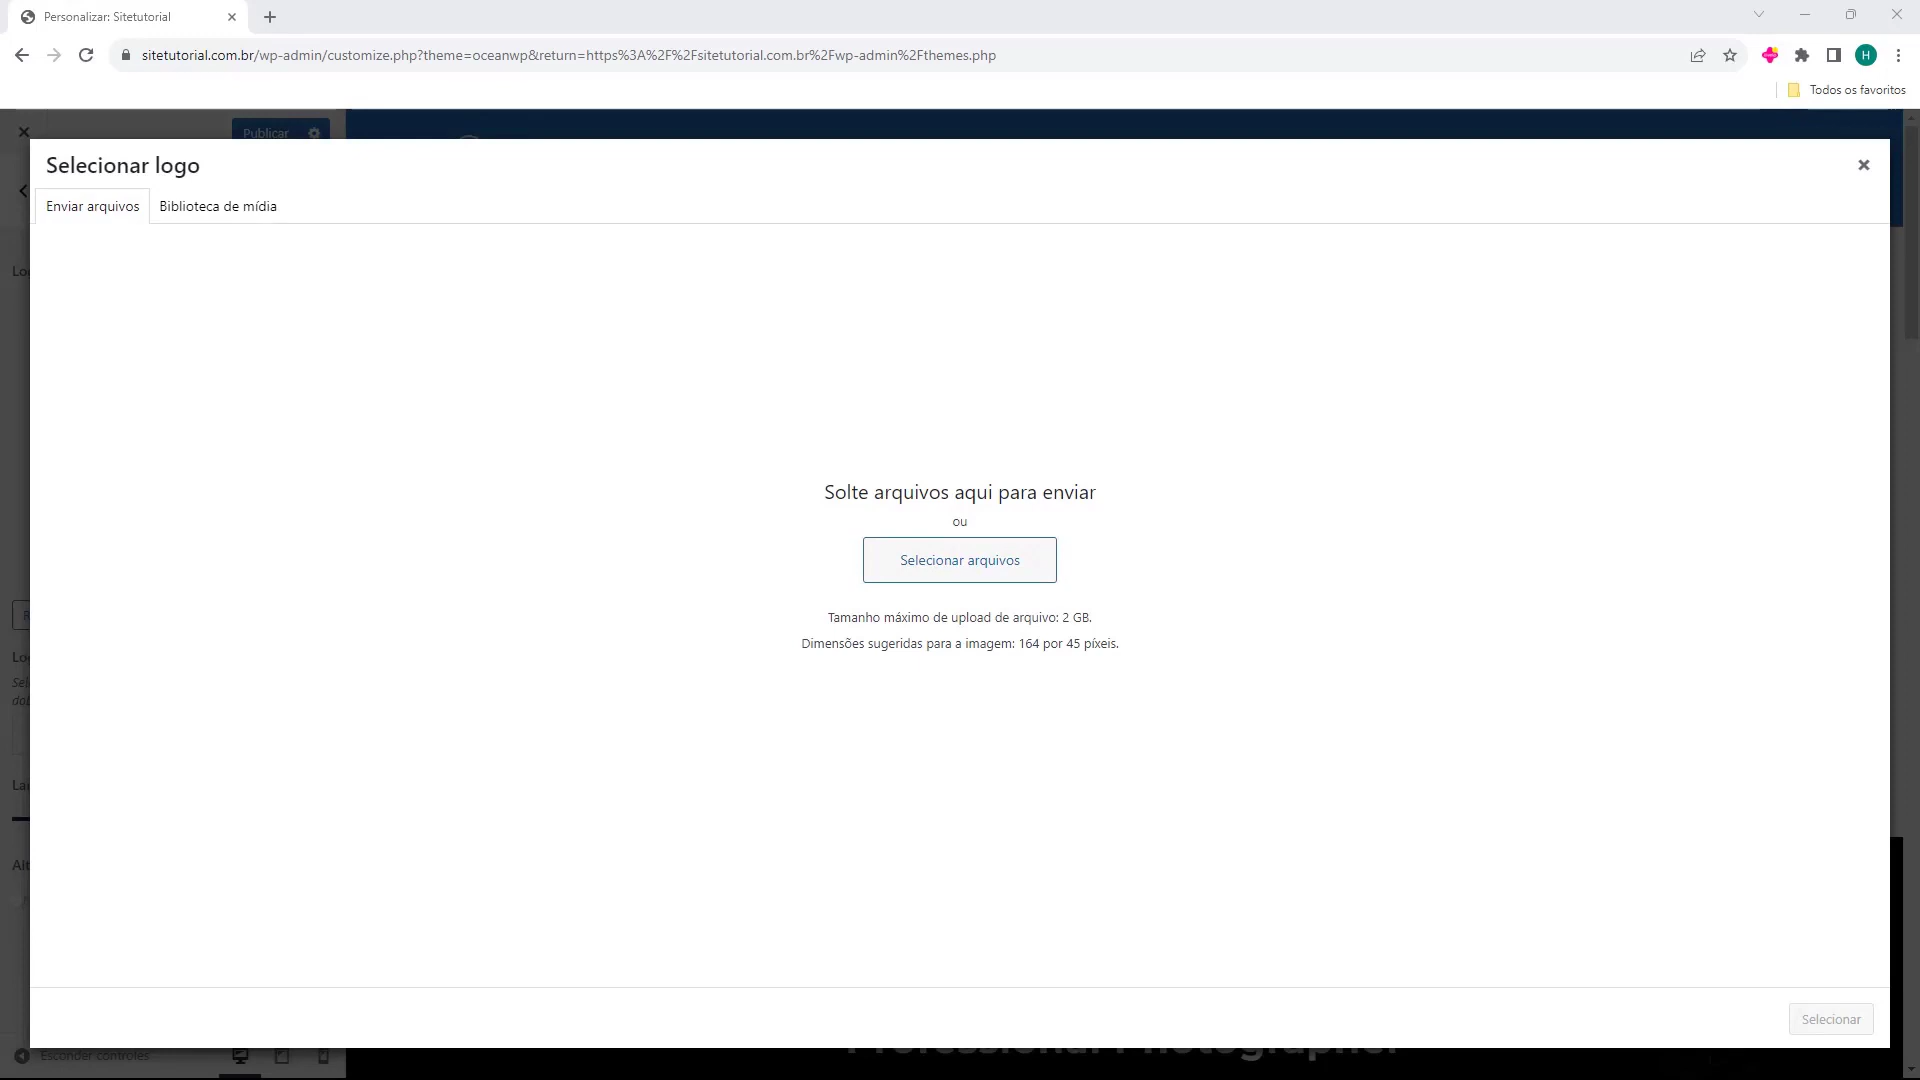 Personalizar: Sitetutorial
sitetutorial.com.br/wp-admin/customize.php?theme=oceanwp&return=https%3A%2F%2Fsitetutorial.com.br%2Fwp-admin%2Fthemes.php
H
Todos os favoritos
Publicar
Selecionar logo
Enviar arquivos
Biblioteca de mídia
Solte arquivos aqui para enviar
ou
Selecionar arquivos
Tamanho máximo de upload de arquivo: 2 GB.
Dimensões sugeridas para a imagem: 164 por 45 píxeis.
Selecionar
Esconder controles
Professional Photographer